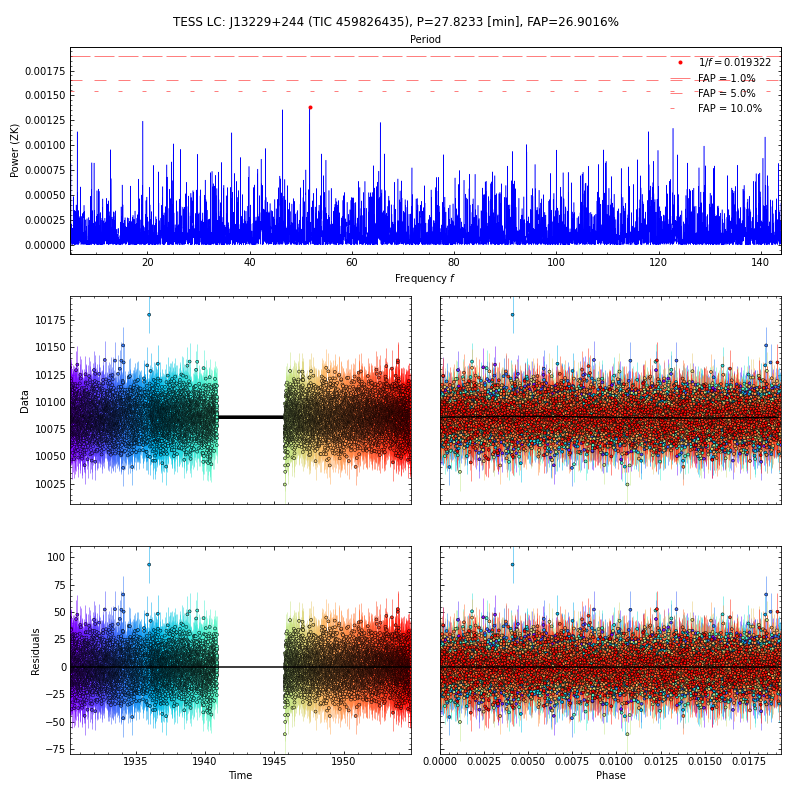 TESS LC: J13229+244 (TIC 459826435), P=27.8233 [min], FAP=26.9016%
Period
Power (ZK)
0.00175
0.00150
0.00125
0.00100
0.00075
0.00050
0.00025
0.00000
1/f = 0.019322
FAP = 1.0%
FAP = 5.0%
FAP = 10.0%
20 40 60 80 100 120 140
Frequency f
Data
10175
10150
10125
10100
10075
10050
10025
Residuals
100
75
50
25
0
−25
−50
−75
1935 1940 1945 1950
Time
0.0000 0.0025 0.0050 0.0075 0.0100 0.0125 0.0150 0.0175
Phase